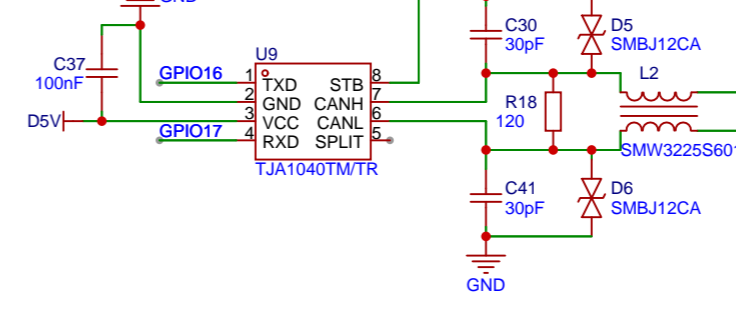 GND
C30
30pF
D5
SMBJ12CA
C37
100nF
U9
GPIO16
1 TXD STB 8
2 GND CANH 7
D5V 3 VCC CANL 6
GPIO17 4 RXD SPLIT 5
TJA1040TM/TR
R18
120
L2
SMW3225S601
C41
30pF
D6
SMBJ12CA
GND